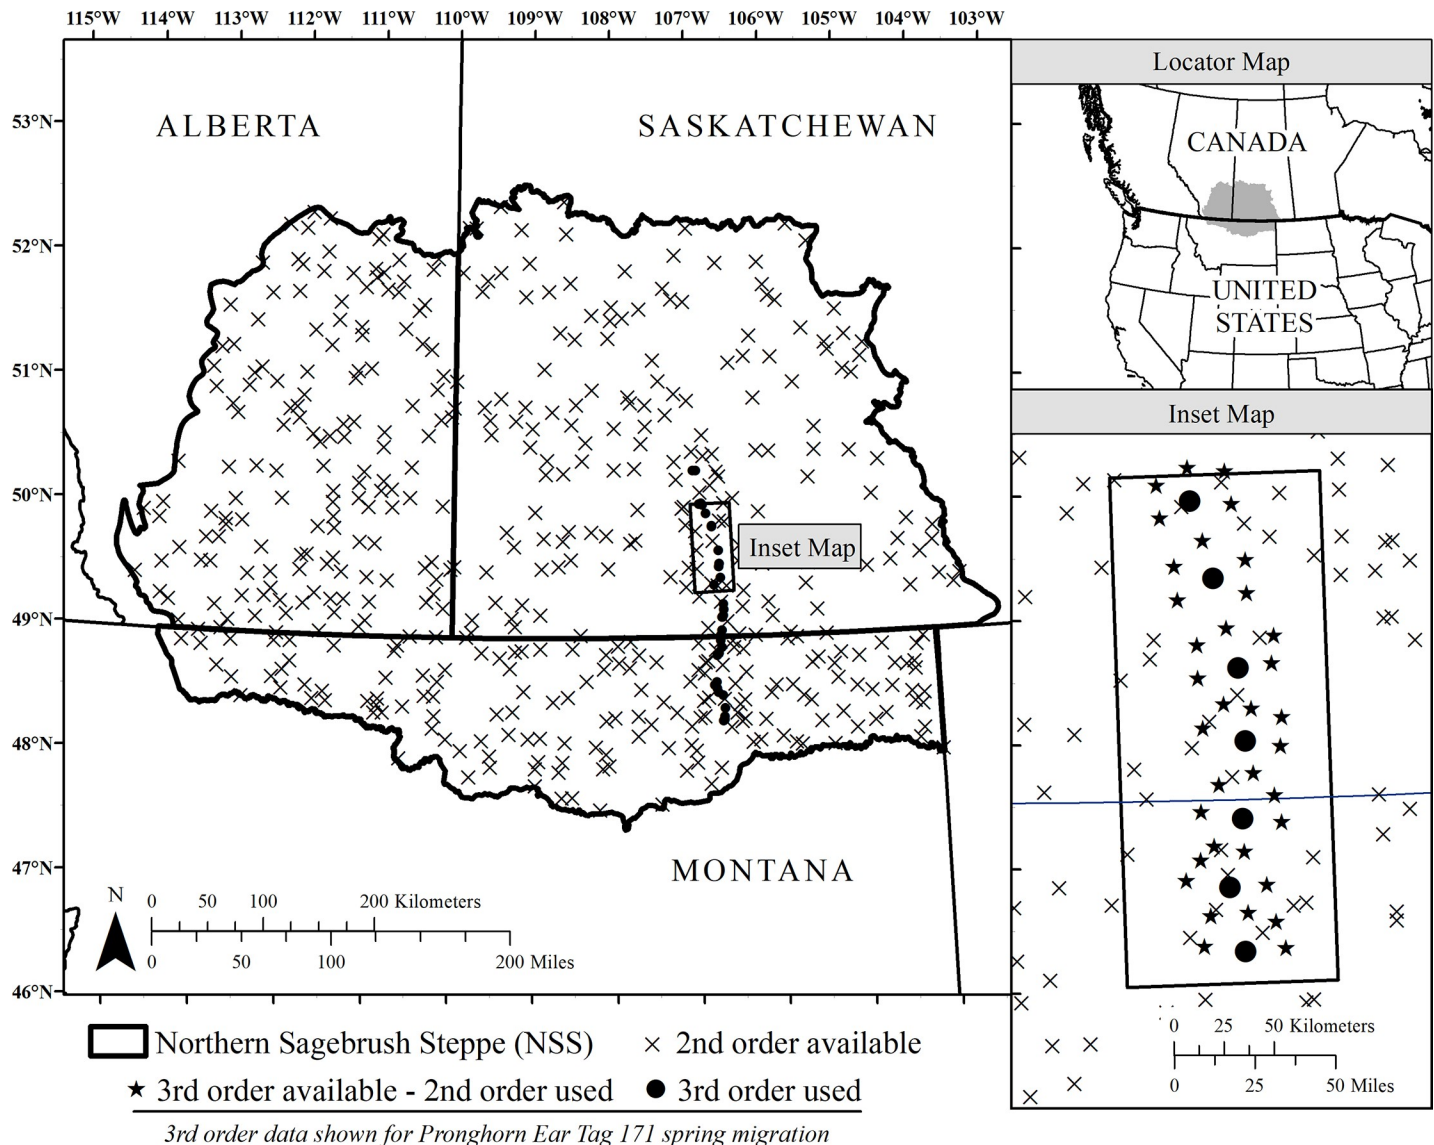 115°W 114°W 113°W 112°W 111°W 110°W 109°W 108°W 107°W 106°W 105°W 104°W 103°W
53°N
52°N
51°N
50°N
49°N
48°N
47°N
46°N
ALBERTA
SASKATCHEWAN
Inset Map
MONTANA
N
0 50 100 200 Kilometers
0 50 100 200 Miles
Locator Map
CANADA
UNITED
STATES
Inset Map
0 25 50 Kilometers
0 25 50 Miles
Northern Sagebrush Steppe (NSS) 2nd order available
3rd order available - 2nd order used 3rd order used
3rd order data shown for Pronghorn Ear Tag 171 spring migration